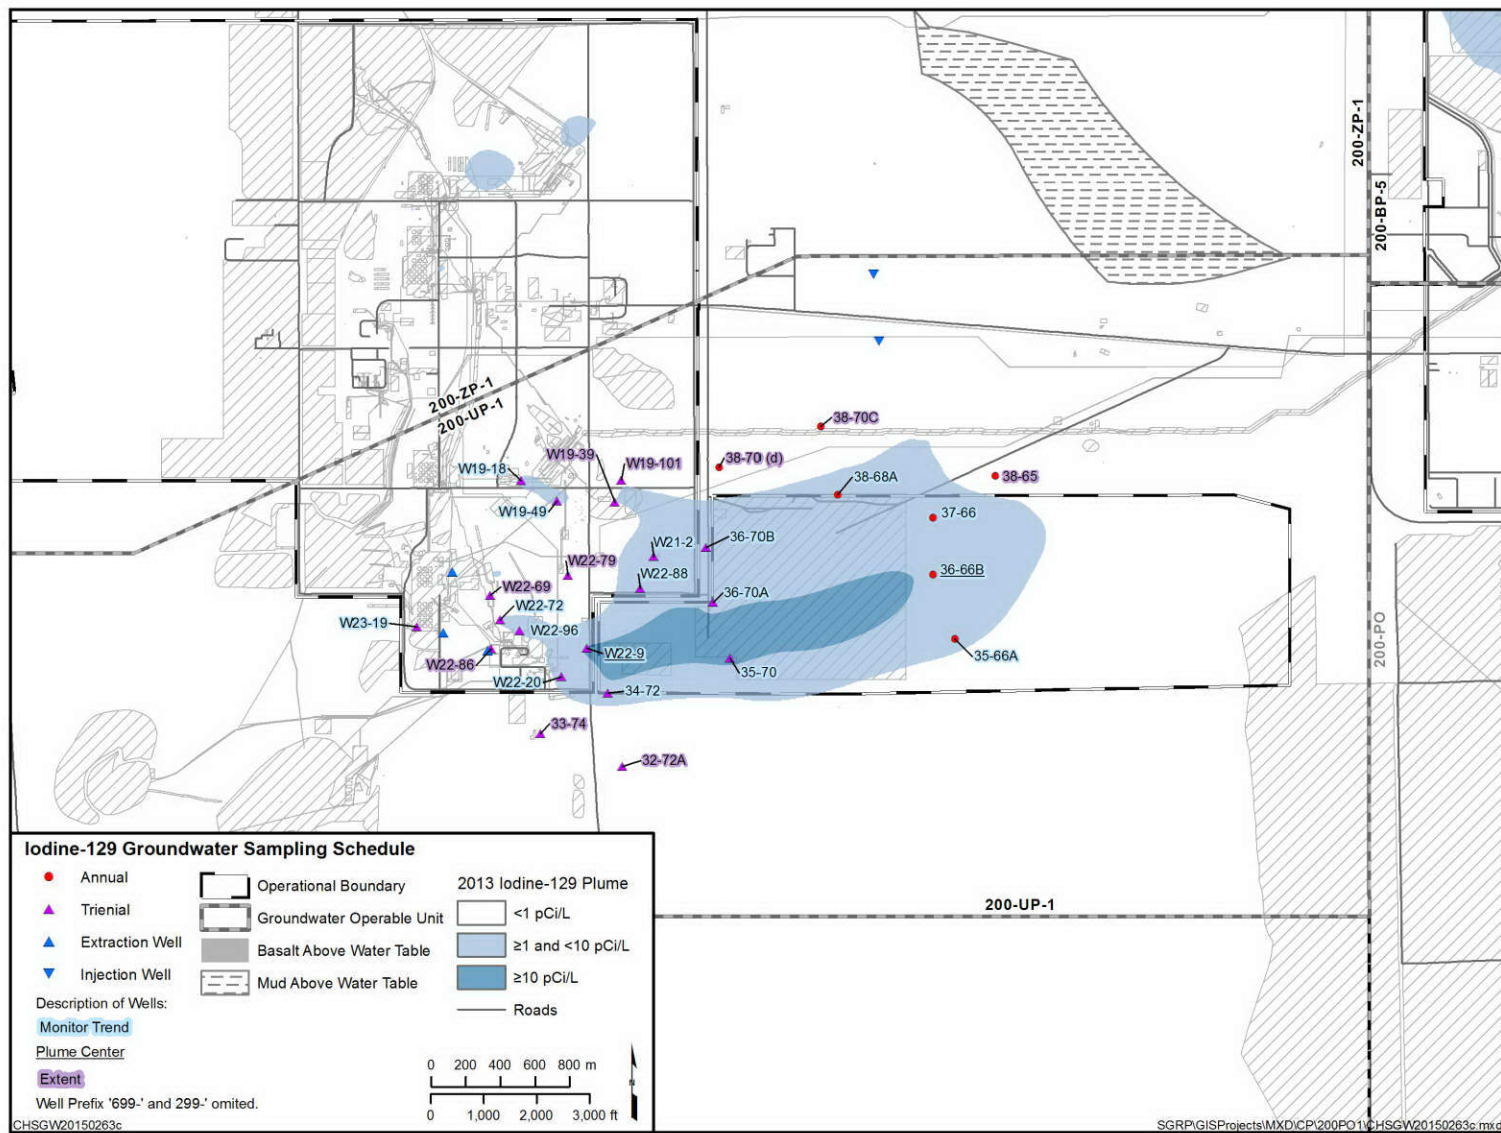 200-ZP-1
200-BP-5
200-ZP-1
200-UP-1
38-70C
W19-39
W19-101
38-70 (d)
W19-18
38-65
38-68A
W19-49
37-66
36-70B
W21-2
W22-79
36-66B
W22-88
W22-69
36-70A
W22-72
W23-19
W22-96
200-PO
W22-9
35-66A
W22-86
35-70
W22-20
34-72
33-74
32-72A
200-UP-1
Iodine-129 Groundwater Sampling Schedule
Annual
Trienial
Extraction Well
Injection Well
Description of Wells:
Monitor Trend
Plume Center
Extent
Well Prefix '699-' and 299-' omited.
Operational Boundary
Groundwater Operable Unit
Basalt Above Water Table
Mud Above Water Table
2013 Iodine-129 Plume
<1 pCi/L
≥1 and <10 pCi/L
≥10 pCi/L
Roads
0 200 400 600 800 m
0 1,000 2,000 3,000 ft
N
CHSGW20150263c
SGRP\GISProjects\MXD\CP\200PO1\CHSGW20150263c.mxd